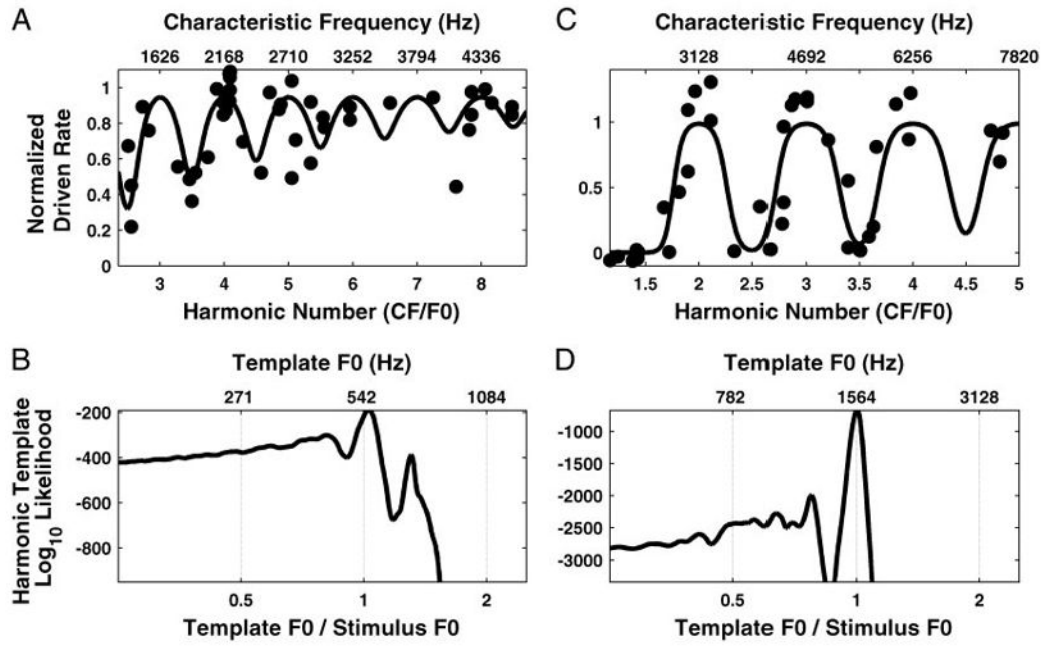 A
Characteristic Frequency (Hz)
1626 2168 2710 3252 3794 4336
Normalized
Driven Rate
1
0.8
0.6
0.4
0.2
0
3 4 5 6 7 8
Harmonic Number (CF/F0)
C
Characteristic Frequency (Hz)
3128 4692 6256 7820
1
0.5
0
1.5 2 2.5 3 3.5 4 4.5 5
Harmonic Number (CF/F0)
B
Template F0 (Hz)
271 542 1084
Harmonic Template
Log10 Likelihood
-200
-400
-600
-800
0.5 1 2
Template F0 / Stimulus F0
D
Template F0 (Hz)
782 1564 3128
-1000
-1500
-2000
-2500
-3000
0.5 1 2
Template F0 / Stimulus F0